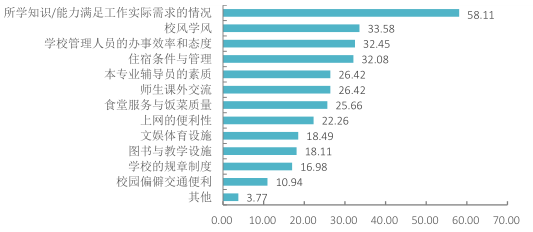 所学知识/能力满足工作实际需求的情况 58.11
校风学风 33.58
学校管理人员的办事效率和态度 32.45
住宿条件与管理 32.08
本专业辅导员的素质 26.42
师生课外交流 26.42
食堂服务与饭菜质量 25.66
上网的便利性 22.26
文娱体育设施 18.49
图书与教学设施 18.11
学校的规章制度 16.98
校园偏僻交通便利 10.94
其他 3.77
0.00 10.00 20.00 30.00 40.00 50.00 60.00 70.00